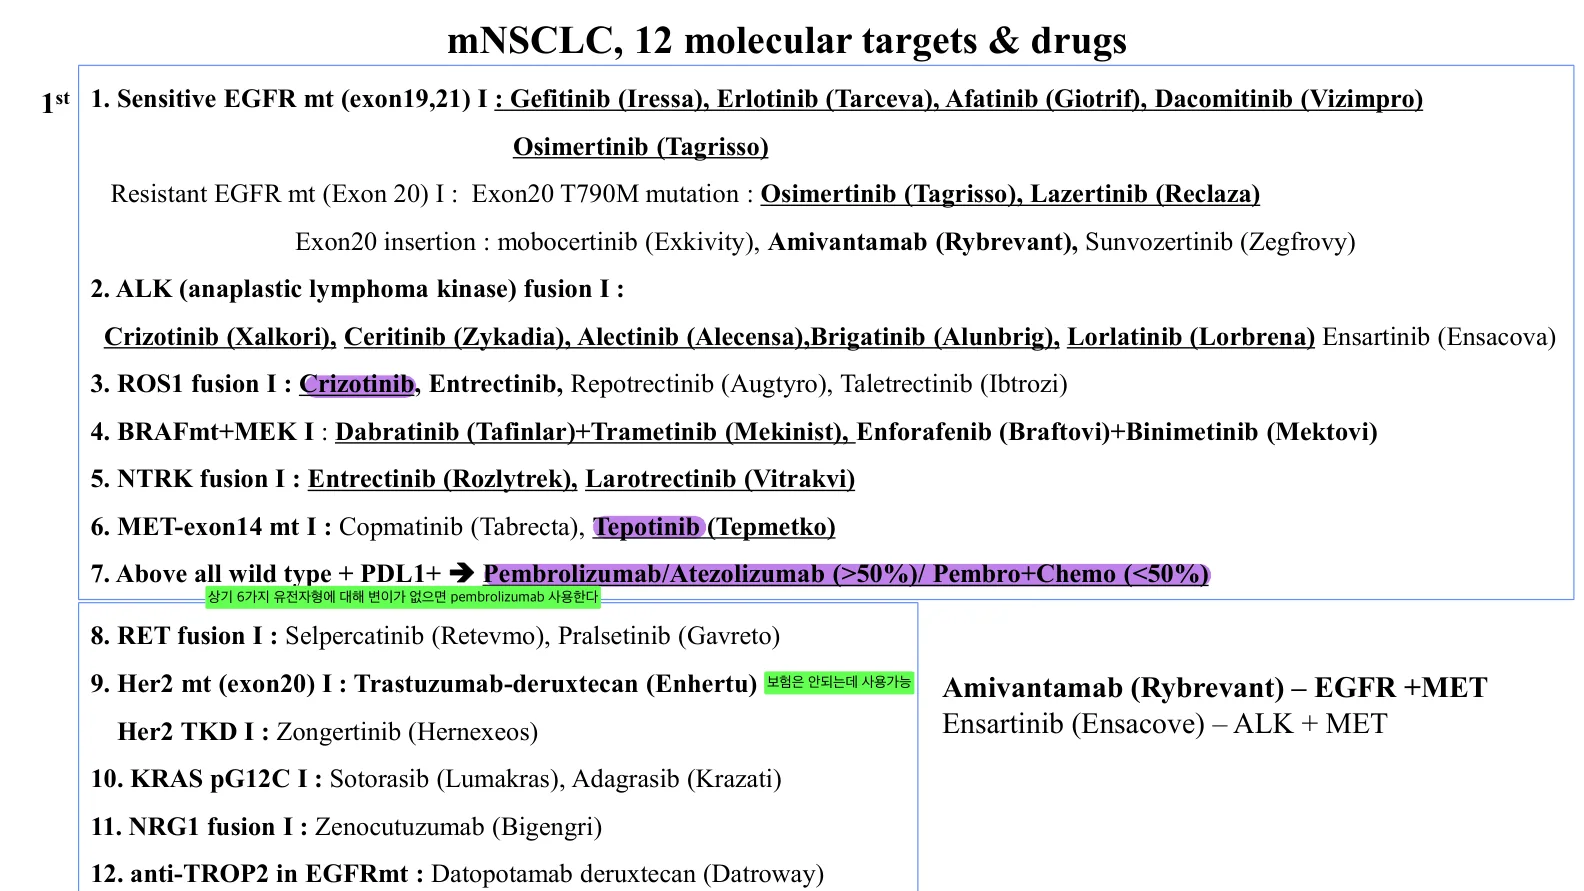 mNSCLC, 12 molecular targets & drugs
1st
1. Sensitive EGFR mt (exon19,21) I : Gefitinib (Iressa), Erlotinib (Tarceva), Afatinib (Giotrif), Dacomitinib (Vizimpro)
Osimertinib (Tagrisso)
Resistant EGFR mt (Exon 20) I : Exon20 T790M mutation : Osimertinib (Tagrisso), Lazertinib (Reclaza)
Exon20 insertion : mobocertinib (Exkivity), Amivantamab (Rybrevant), Sunvozertinib (Zegfrovy)
2. ALK (anaplastic lymphoma kinase) fusion I :
Crizotinib (Xalkori), Ceritinib (Zykadia), Alectinib (Alecensa),Brigatinib (Alunbrig), Lorlatinib (Lorbrena) Ensartinib (Ensacova)
3. ROS1 fusion I : Crizotinib, Entrectinib, Repotrectinib (Augtyro), Taletrectinib (Ibtrozi)
4. BRAFmt+MEK I : Dabratinib (Tafinlar)+Trametinib (Mekinist), Enforafenib (Braftovi)+Binimetinib (Mektovi)
5. NTRK fusion I : Entrectinib (Rozlytrek), Larotrectinib (Vitrakvi)
6. MET-exon14 mt I : Copmatinib (Tabrecta), Tepotinib (Tepmetko)
7. Above all wild type + PDL1+ ➔ Pembrolizumab/Atezolizumab (>50%)/ Pembro+Chemo (<50%)
상기 6가지 유전자형에 대해 변이가 없으면 pembrolizumab 사용한다
8. RET fusion I : Selpercatinib (Retevmo), Pralsetinib (Gavreto)
9. Her2 mt (exon20) I : Trastuzumab-deruxtecan (Enhertu) 보험은 안되는데 사용가능
Her2 TKD I : Zongertinib (Hernexeos)
10. KRAS pG12C I : Sotorasib (Lumakras), Adagrasib (Krazati)
11. NRG1 fusion I : Zenocutuzumab (Bigengri)
12. anti-TROP2 in EGFRmt : Datopotamab deruxtecan (Datroway)
Amivantamab (Rybrevant) – EGFR +MET
Ensartinib (Ensacove) – ALK + MET